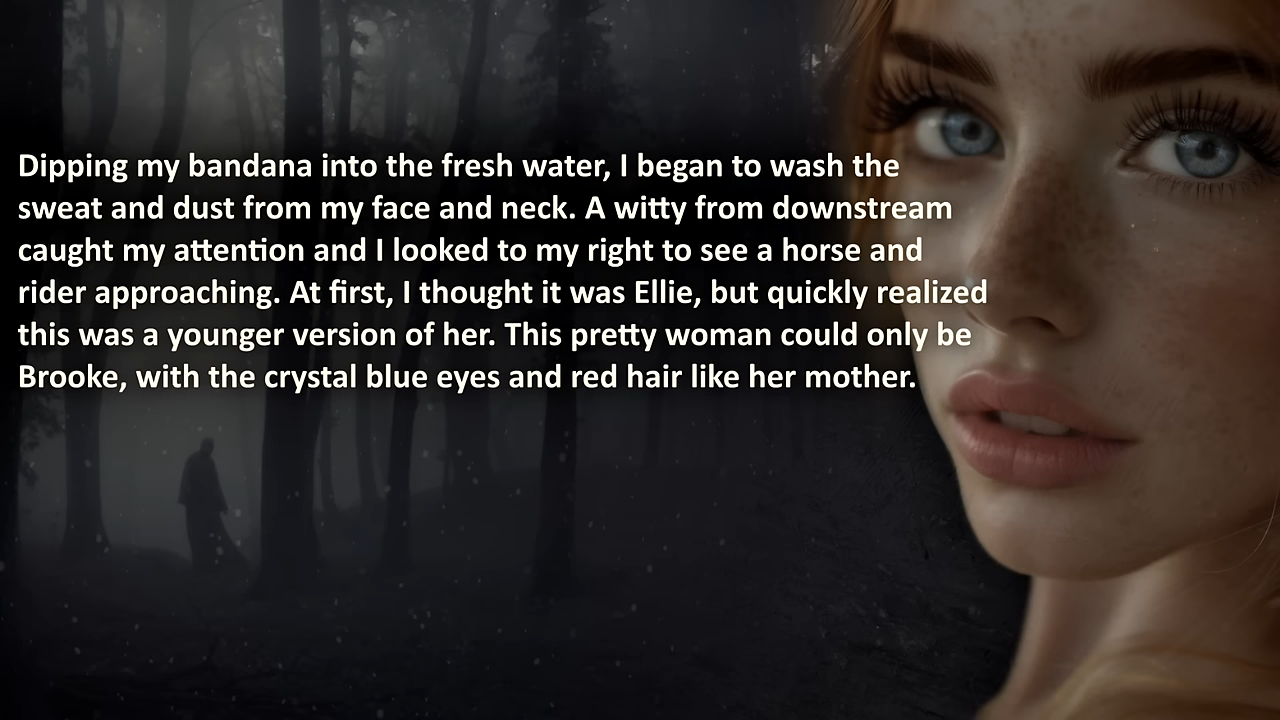 Dipping my bandana into the fresh water, I began to wash the
sweat and dust from my face and neck. A witty from downstream
caught my attention and I looked to my right to see a horse and
rider approaching. At first, I thought it was Ellie, but quickly realized
this was a younger version of her. This pretty woman could only be
Brooke, with the crystal blue eyes and red hair like her mother.